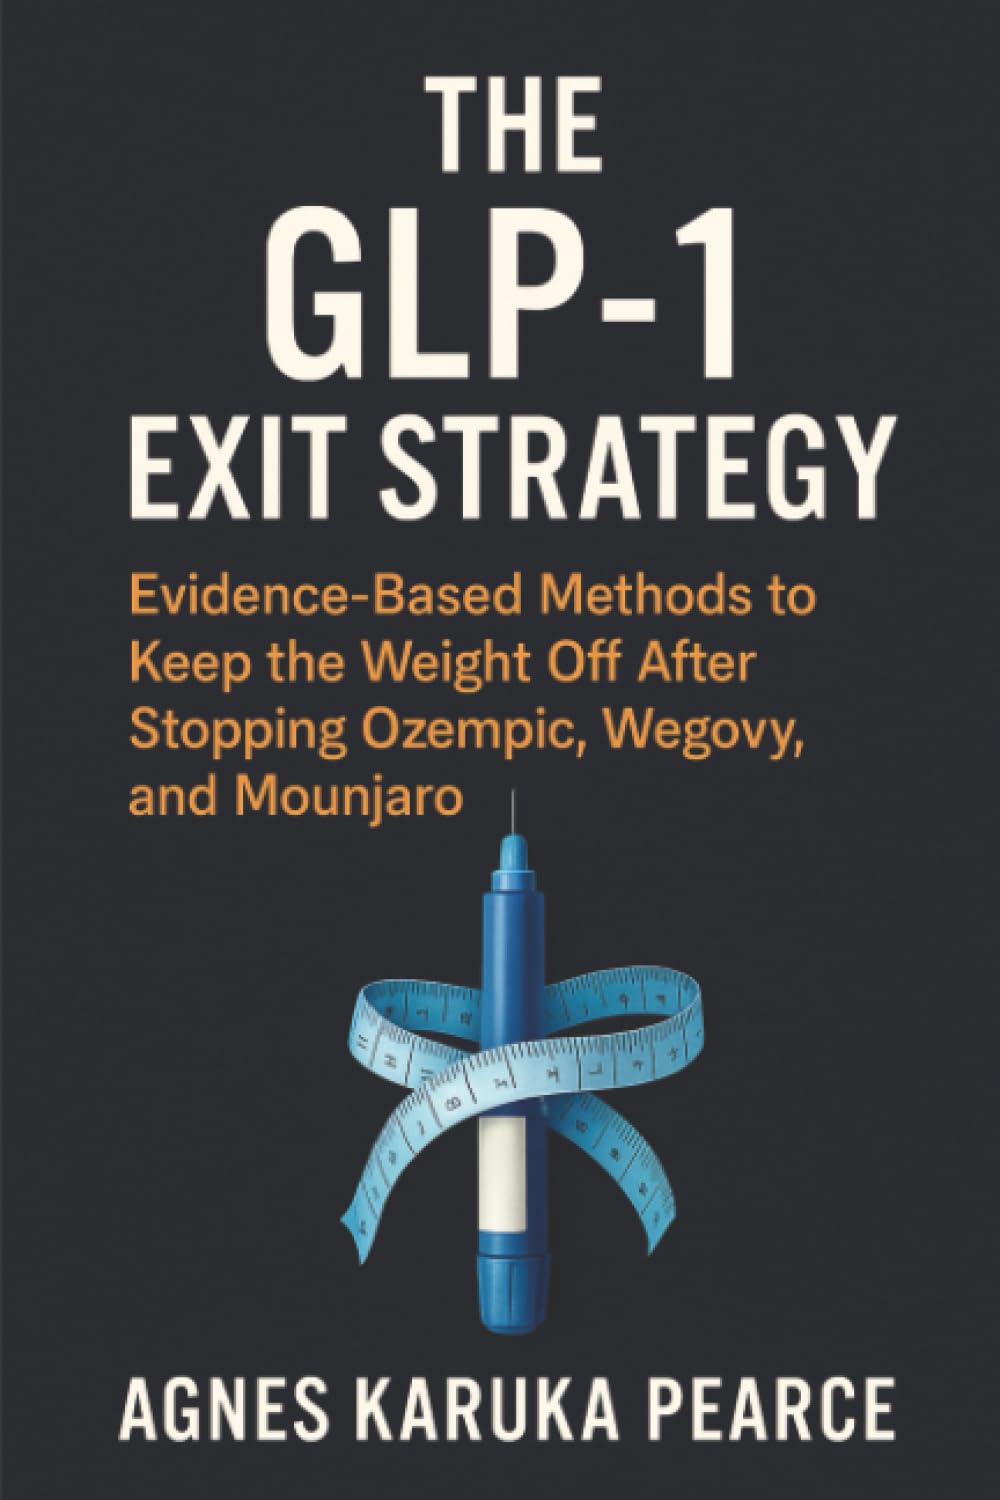 THE
GLP-1
EXIT STRATEGY
Evidence-Based Methods to
Keep the Weight Off After
Stopping Ozempic, Wegovy,
and Mounjaro
AGNES KARUKA PEARCE